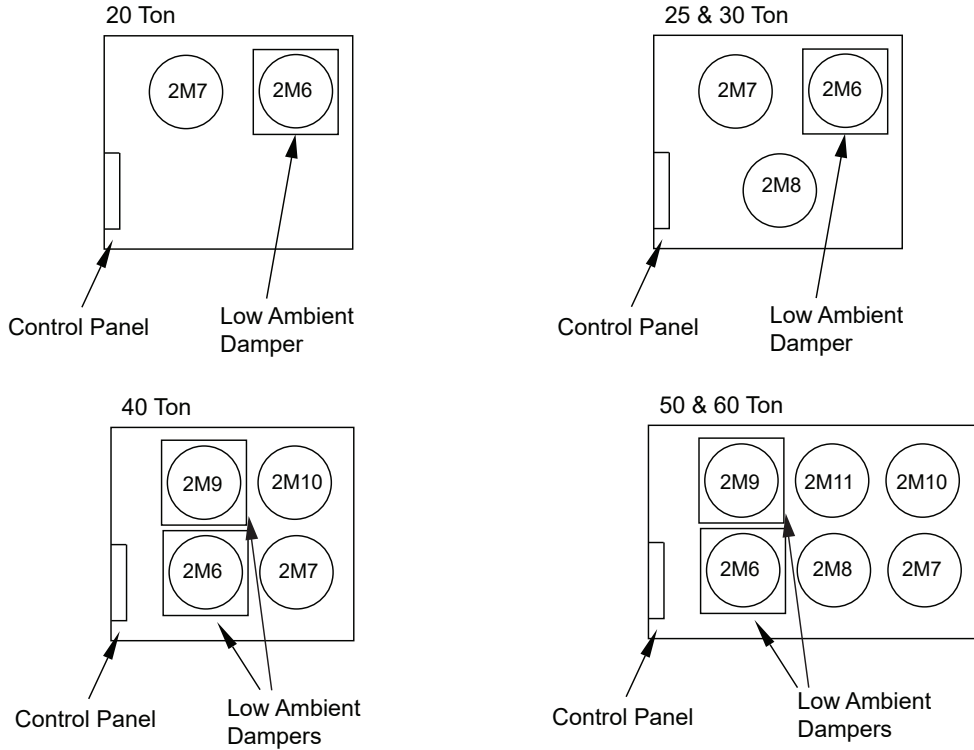 20 Ton
2M7
2M6
Control Panel
Low Ambient
Damper
25 & 30 Ton
2M7
2M6
2M8
Control Panel
Low Ambient
Damper
40 Ton
2M9
2M10
2M6
2M7
Control Panel
Low Ambient
Dampers
50 & 60 Ton
2M9
2M11
2M10
2M6
2M8
2M7
Control Panel
Low Ambient
Dampers